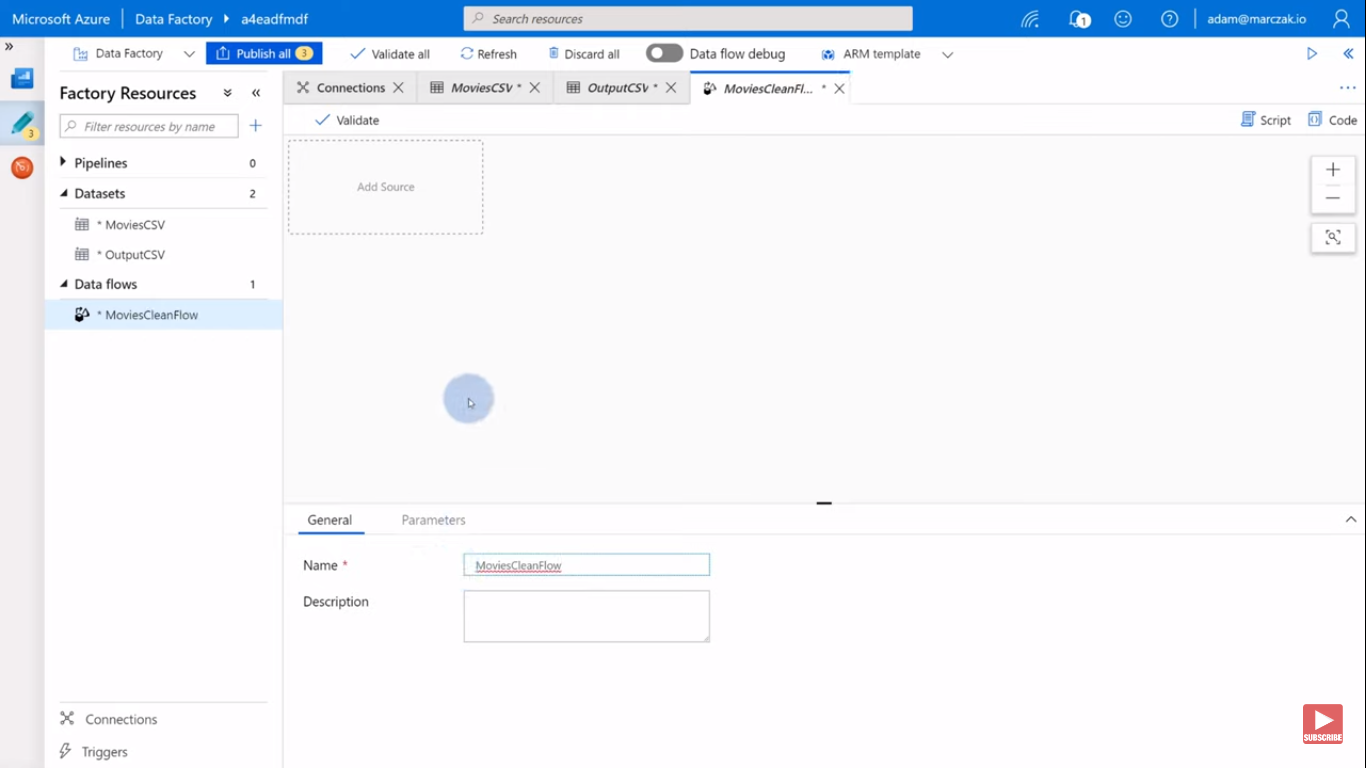 Microsoft Azure Data Factory a4eadfmdf Search resources 1 adam@marczak.io
Data Factory Publish all 3 Validate all Refresh Discard all Data flow debug ARM template
Factory Resources
Connections MoviesCSV * OutputCSV * MoviesCleanFl... * ...
Filter resources by name
3
Validate Script Code
Pipelines 0
Datasets 2
* MoviesCSV
* OutputCSV
Data flows 1
* MoviesCleanFlow
Connections
Triggers
Add Source
General Parameters
Name * MoviesCleanFlow
Description
SUBSCRIBE